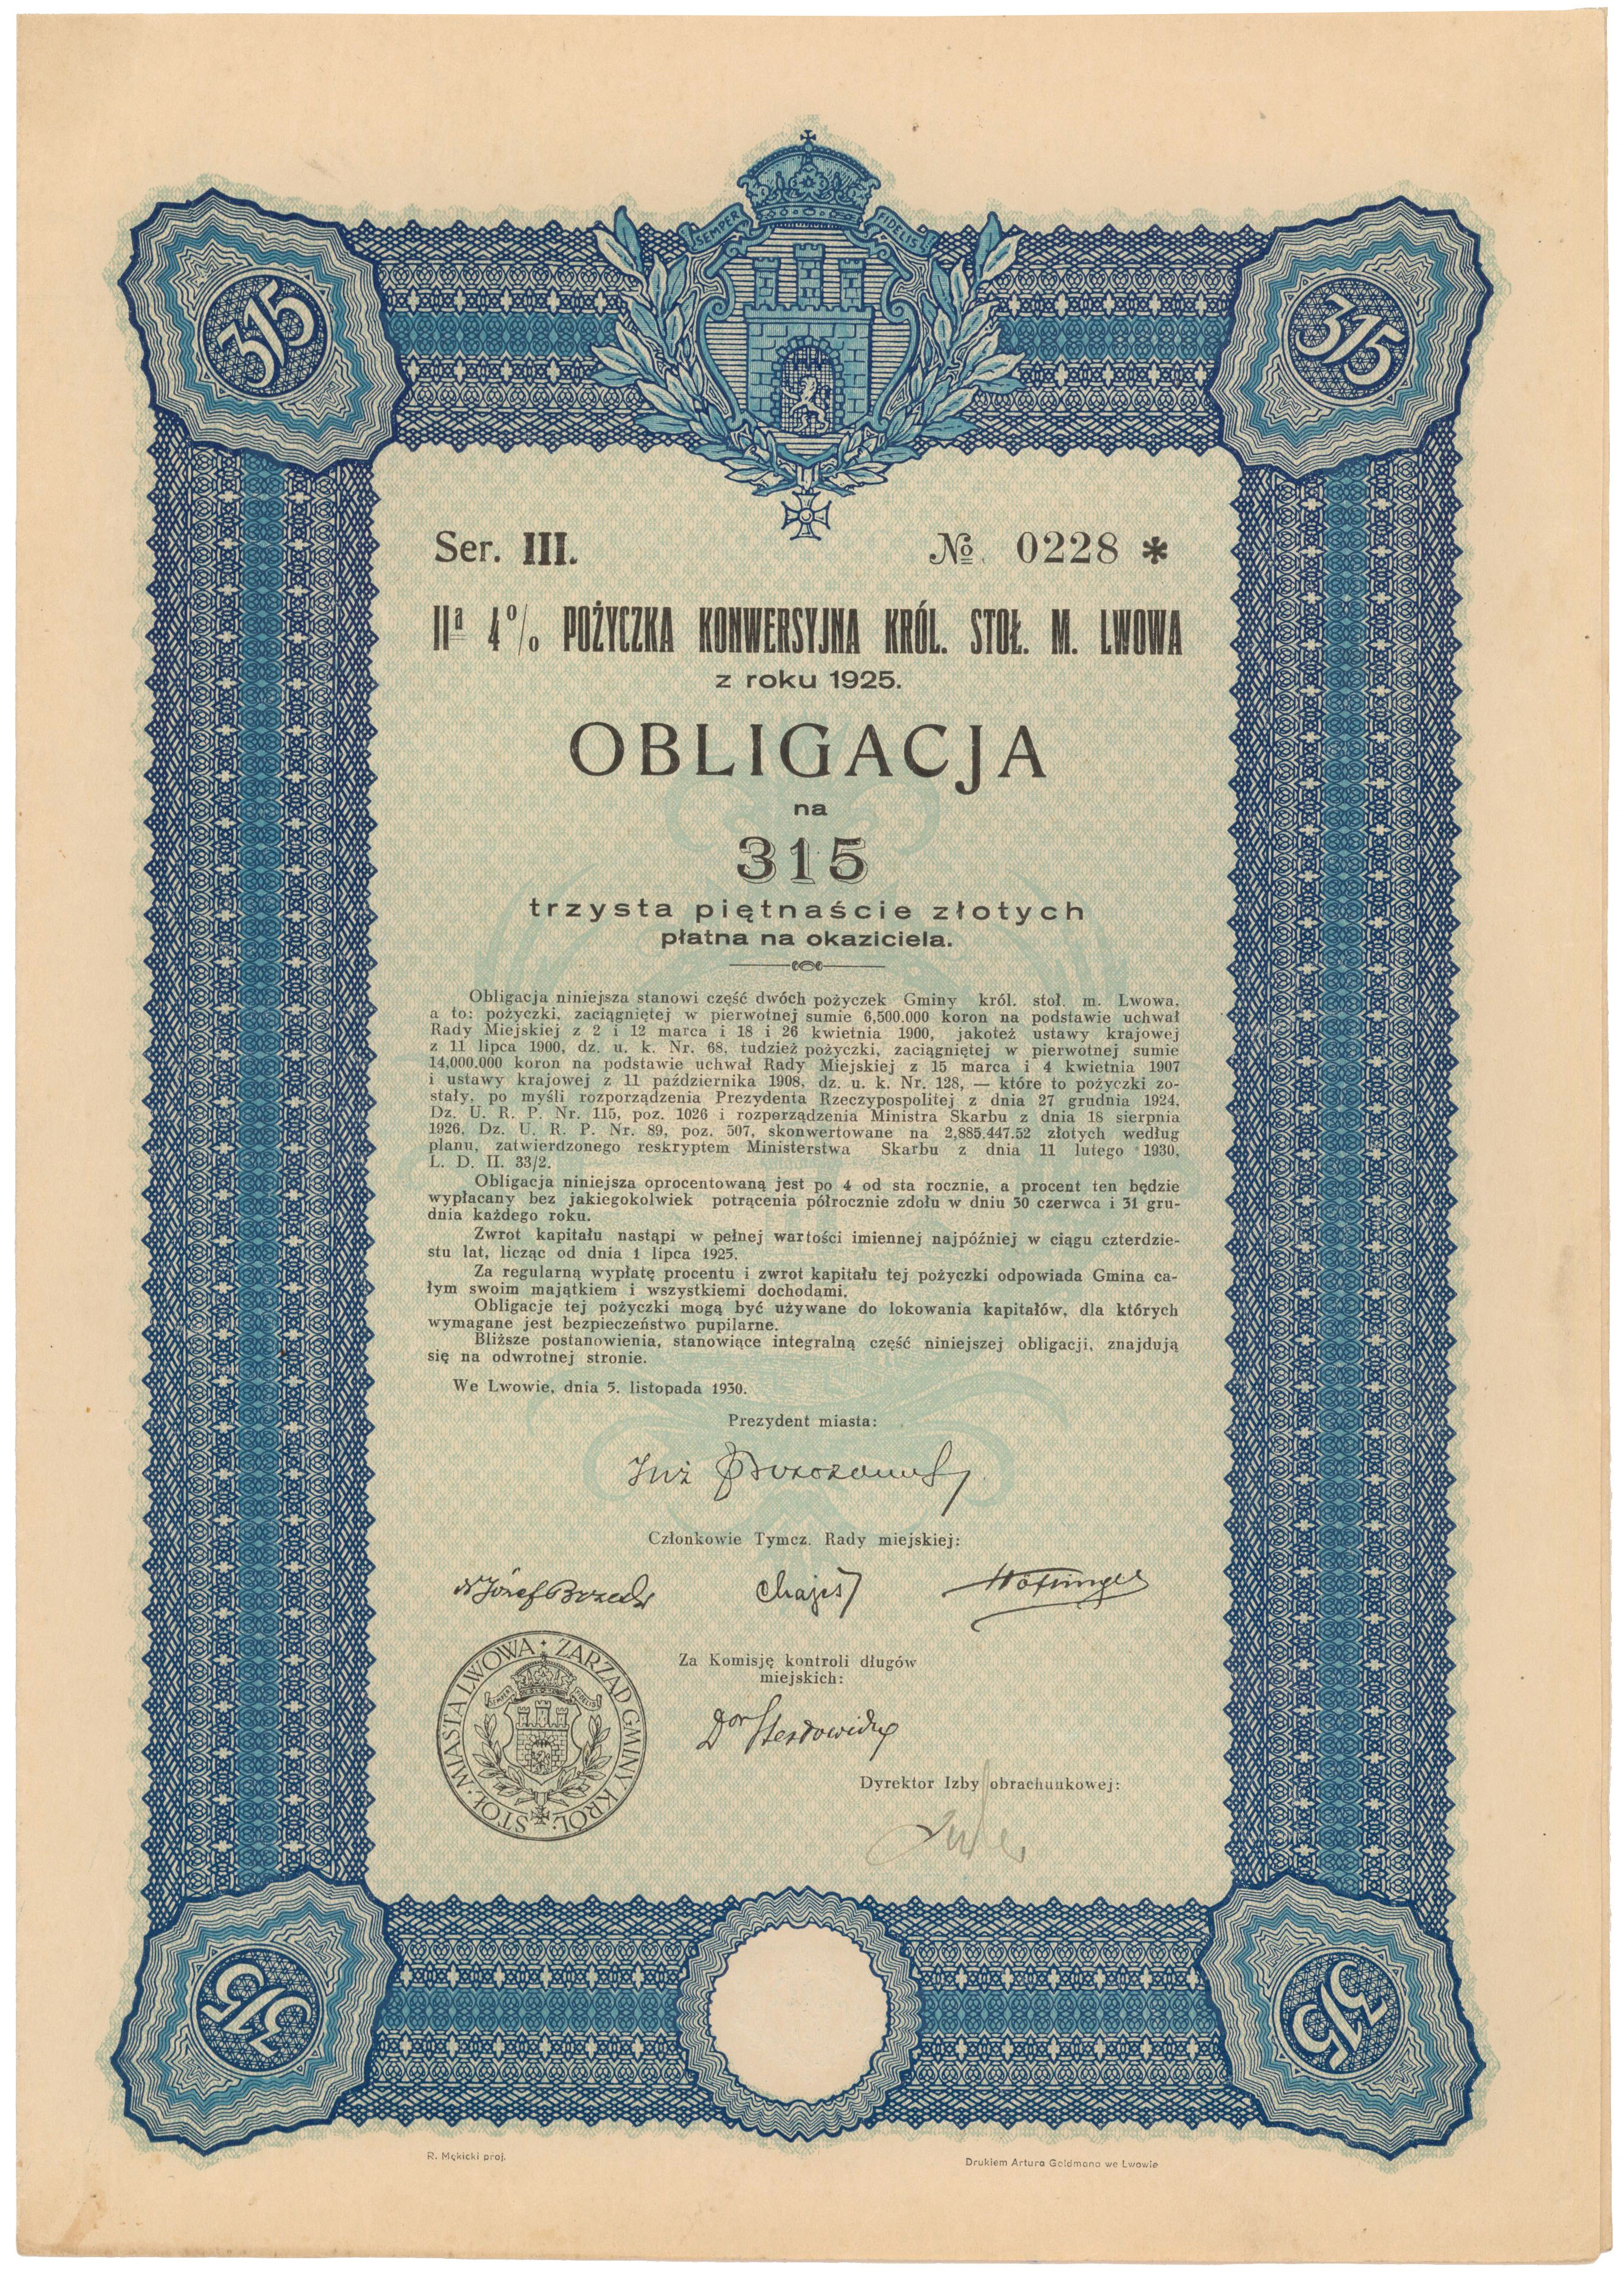 SEMPER FIDELIS
315
315
Ser. III.
№ 0228 *
IIª 4% POŻYCZKA KONWERSYJNA KRÓL. STOŁ. M. LWOWA
z roku 1925.
OBLIGACJA
na
315
trzysta piętnaście złotych
płatna na okaziciela.
Obligacja niniejsza stanowi część dwóch pożyczek Gminy król. stoł. m. Lwowa,
a to: pożyczki, zaciągniętej w pierwotnej sumie 6,500.000 koron na podstawie uchwał
Rady Miejskiej z 2 i 12 marca i 18 i 26 kwietnia 1900, jakoteż ustawy krajowej
z 11 lipca 1900, dz. u. k. Nr. 68, tudzież pożyczki, zaciągniętej w pierwotnej sumie
14,000.000 koron na podstawie uchwał Rady Miejskiej z 15 marca i 4 kwietnia 1907
i ustawy krajowej z 11 października 1908, dz. u. k. Nr. 128, — które to pożyczki zo-
stały, po myśli rozporządzenia Prezydenta Rzeczypospolitej z dnia 27 grudnia 1924,
Dz. U. R. P. Nr. 115, poz. 1026 i rozporządzenia Ministra Skarbu z dnia 18 sierpnia
1926, Dz. U. R. P. Nr. 89, poz. 507, skonwertowane na 2,885.447.52 złotych według
planu, zatwierdzonego reskryptem Ministerstwa Skarbu z dnia 11 lutego 1930,
L. D. II. 33/2.
Obligacja niniejsza oprocentowaną jest po 4 od sta rocznie, a procent ten będzie
wypłacany bez jakiegokolwiek potrącenia półrocznie zdołu w dniu 30 czerwca i 31 gru-
dnia każdego roku.
Zwrot kapitału nastąpi w pełnej wartości imiennej najpóźniej w ciągu czterdzie-
stu lat, licząc od dnia 1 lipca 1925.
Za regularną wypłatę procentu i zwrot kapitału tej pożyczki odpowiada Gmina ca-
łym swoim majątkiem i wszystkiemi dochodami.
Obligacje tej pożyczki mogą być używane do lokowania kapitałów, dla których
wymagane jest bezpieczeństwo pupilarne.
Bliższe postanowienia, stanowiące integralną część niniejszej obligacji, znajdują
się na odwrotnej stronie.
We Lwowie, dnia 5. listopada 1930.
Prezydent miasta:
Członkowie Tymcz. Rady miejskiej:
Chajes
ZARZĄD GMINY KRÓL. STOŁ. MIASTA LWOWA
SEMPER FIDELIS
Za Komisję kontroli długów
miejskich:
Dyrektor Izby obrachunkowej:
315
315
R. Mękicki proj.
Drukiem Artura Goldmana we Lwowie